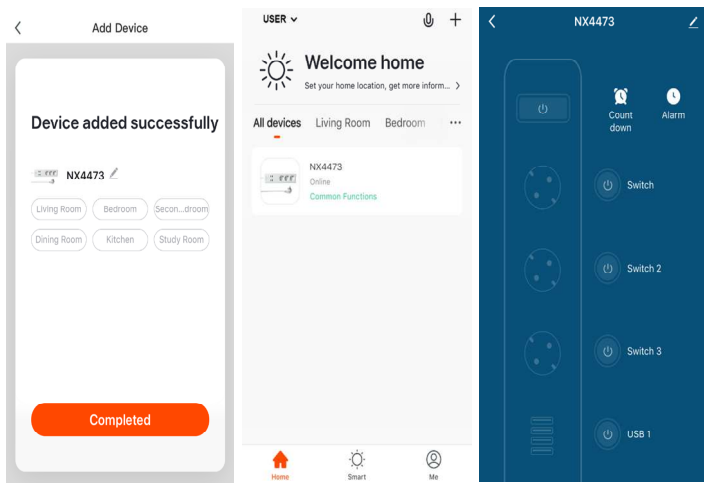 Add Device
Device added successfully
NX4473
Living Room
Bedroom
Secon...droom
Dining Room
Kitchen
Study Room
Completed
USER
Welcome home
Set your home location, get more inform...
All devices
Living Room
Bedroom
...
NX4473
Online
Common Functions
Home
Smart
Me
NX4473
Count
down
Alarm
Switch
Switch 2
Switch 3
USB 1